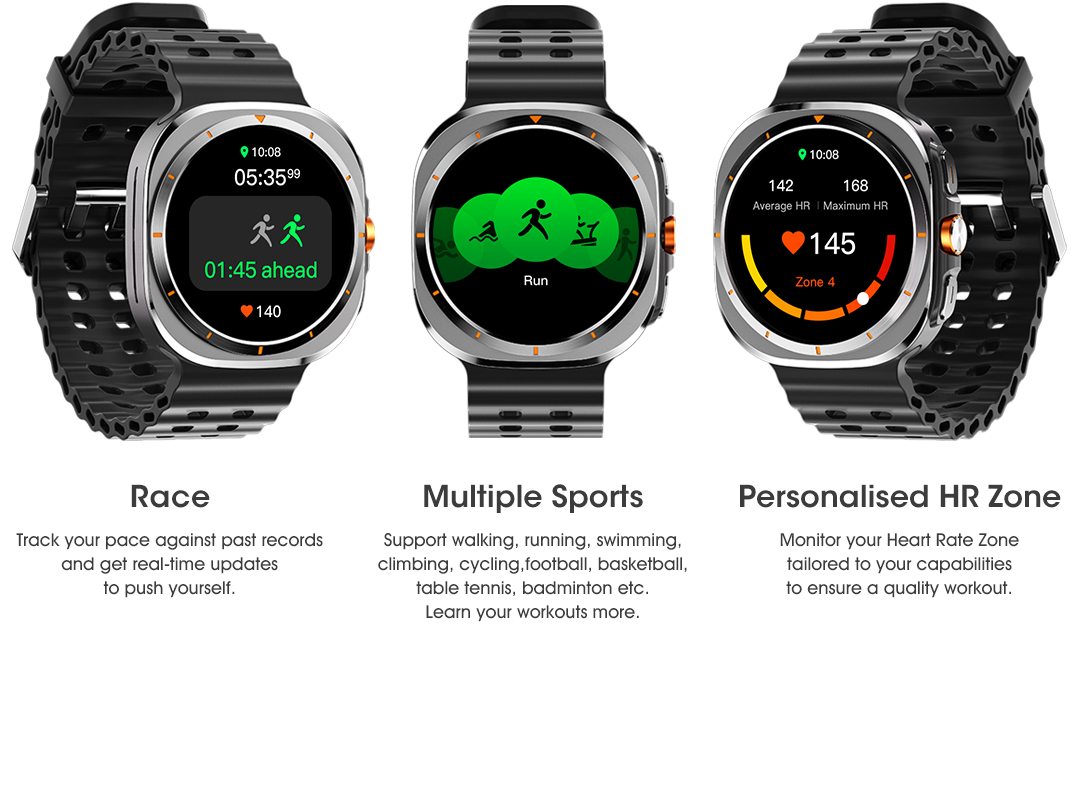 10:08
05:35⁹⁹
01:45 ahead
140
Run
10:08
142 168
Average HR | Maximum HR
145
Zone 4
Race
Track your pace against past records
and get real-time updates
to push yourself.
Multiple Sports
Support walking, running, swimming,
climbing, cycling,football, basketball,
table tennis, badminton etc.
Learn your workouts more.
Personalised HR Zone
Monitor your Heart Rate Zone
tailored to your capabilities
to ensure a quality workout.